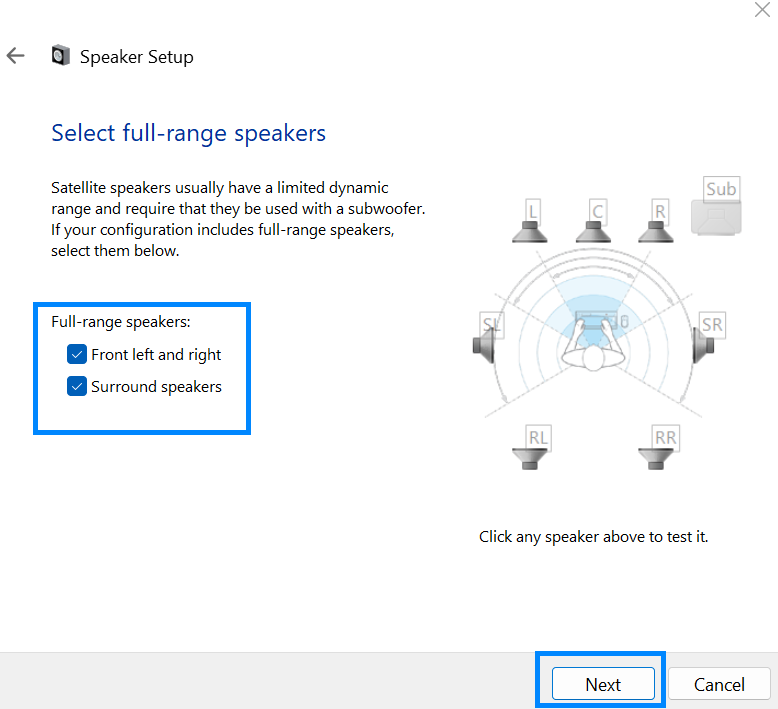 Speaker Setup
Select full-range speakers
Satellite speakers usually have a limited dynamic
range and require that they be used with a subwoofer.
If your configuration includes full-range speakers,
select them below.
Sub
L C R
Full-range speakers:
Front left and right
Surround speakers
SL SR
RL RR
Click any speaker above to test it.
Next Cancel